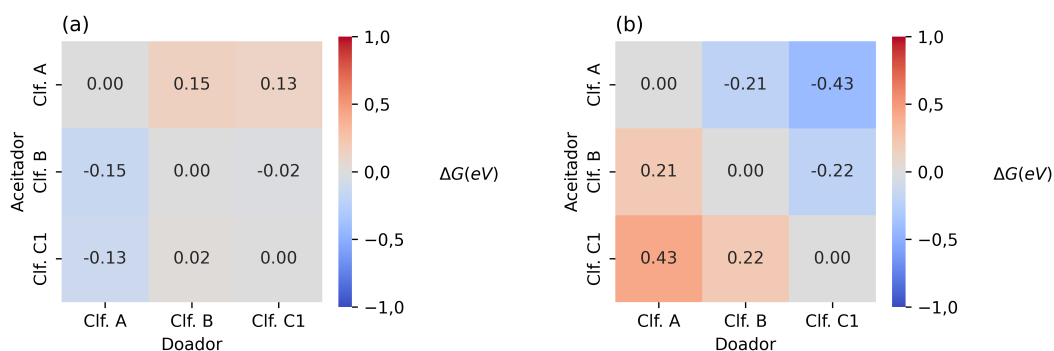 (a)
Aceitador
Clf. A
Clf. B
Clf. C1
0.00 0.15 0.13
-0.15 0.00 -0.02
-0.13 0.02 0.00
Clf. A Clf. B Clf. C1
Doador
1,0
0,5
0,0
−0,5
−1,0
ΔG(eV)
(b)
Aceitador
Clf. A
Clf. B
Clf. C1
0.00 -0.21 -0.43
0.21 0.00 -0.22
0.43 0.22 0.00
Clf. A Clf. B Clf. C1
Doador
1,0
0,5
0,0
−0,5
−1,0
ΔG(eV)